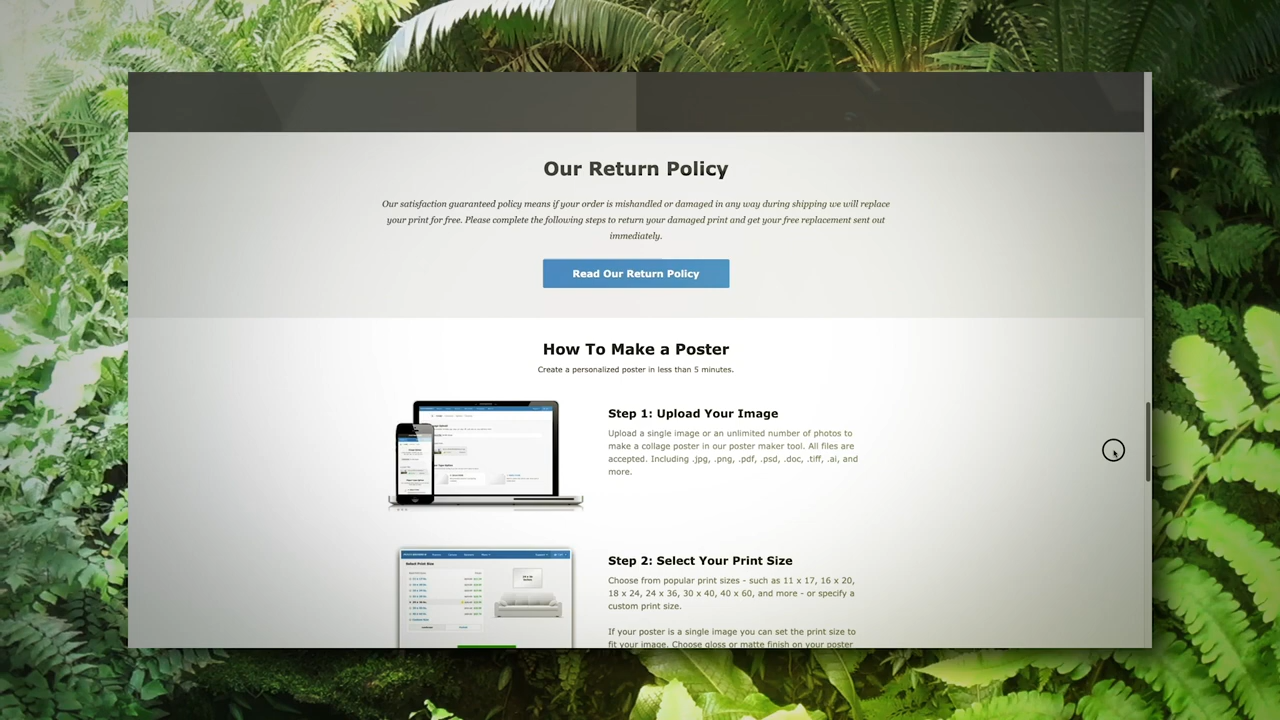 Our Return Policy
Our satisfaction guaranteed policy means if your order is mishandled or damaged in any way during shipping we will replace
your print for free. Please complete the following steps to return your damaged print and get your free replacement sent out
immediately.
Read Our Return Policy
How To Make a Poster
Create a personalized poster in less than 5 minutes.
Step 1: Upload Your Image
Upload a single image or an unlimited number of photos to
make a collage poster in our poster maker tool. All files are
accepted. Including .jpg, .png, .pdf, .psd, .doc, .tiff, .ai, and
more.
Select Print Size
Step 2: Select Your Print Size
Choose from popular print sizes - such as 11 x 17, 16 x 20,
18 x 24, 24 x 36, 30 x 40, 40 x 60, and more - or specify a
custom print size.
If your poster is a single image you can set the print size to
fit your image. Choose gloss or matte finish on your poster